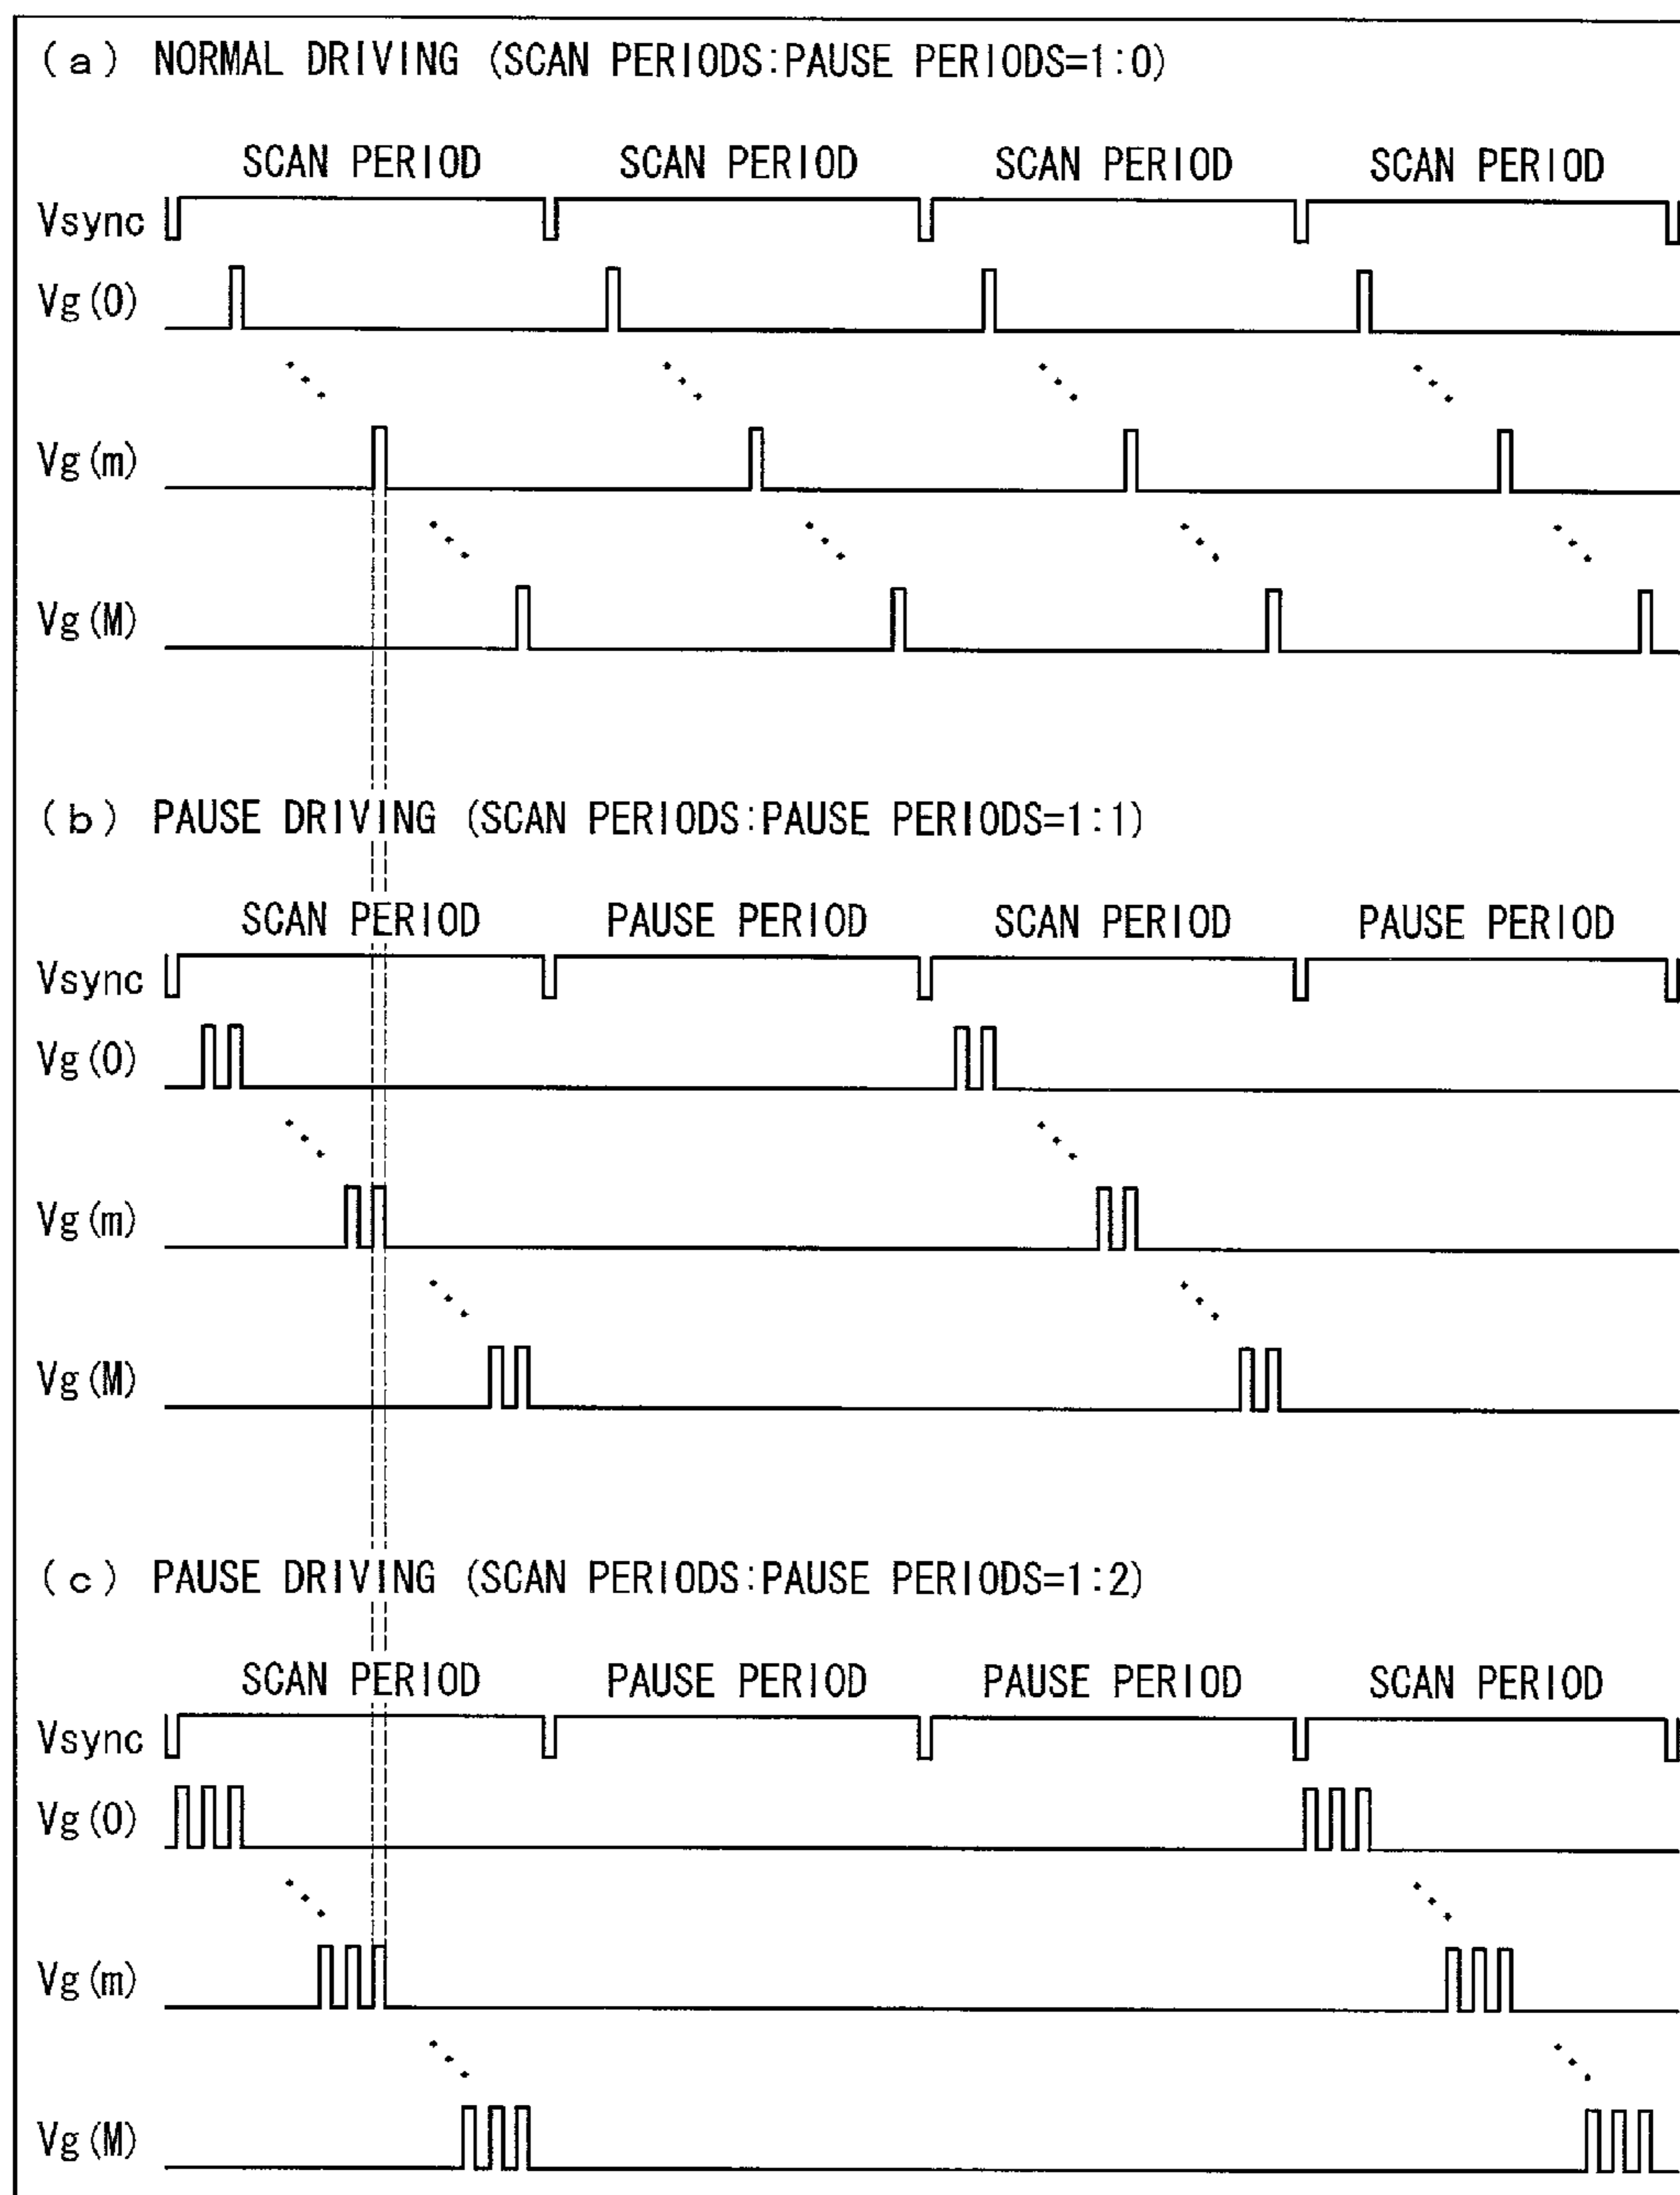 (a) NORMAL DRIVING (SCAN PERIODS:PAUSE PERIODS=1:0)
SCAN PERIOD SCAN PERIOD SCAN PERIOD SCAN PERIOD
Vsync
Vg(0)
Vg(m)
Vg(M)
(b) PAUSE DRIVING (SCAN PERIODS:PAUSE PERIODS=1:1)
SCAN PERIOD PAUSE PERIOD SCAN PERIOD PAUSE PERIOD
Vsync
Vg(0)
Vg(m)
Vg(M)
(c) PAUSE DRIVING (SCAN PERIODS:PAUSE PERIODS=1:2)
SCAN PERIOD PAUSE PERIOD PAUSE PERIOD SCAN PERIOD
Vsync
Vg(0)
Vg(m)
Vg(M)